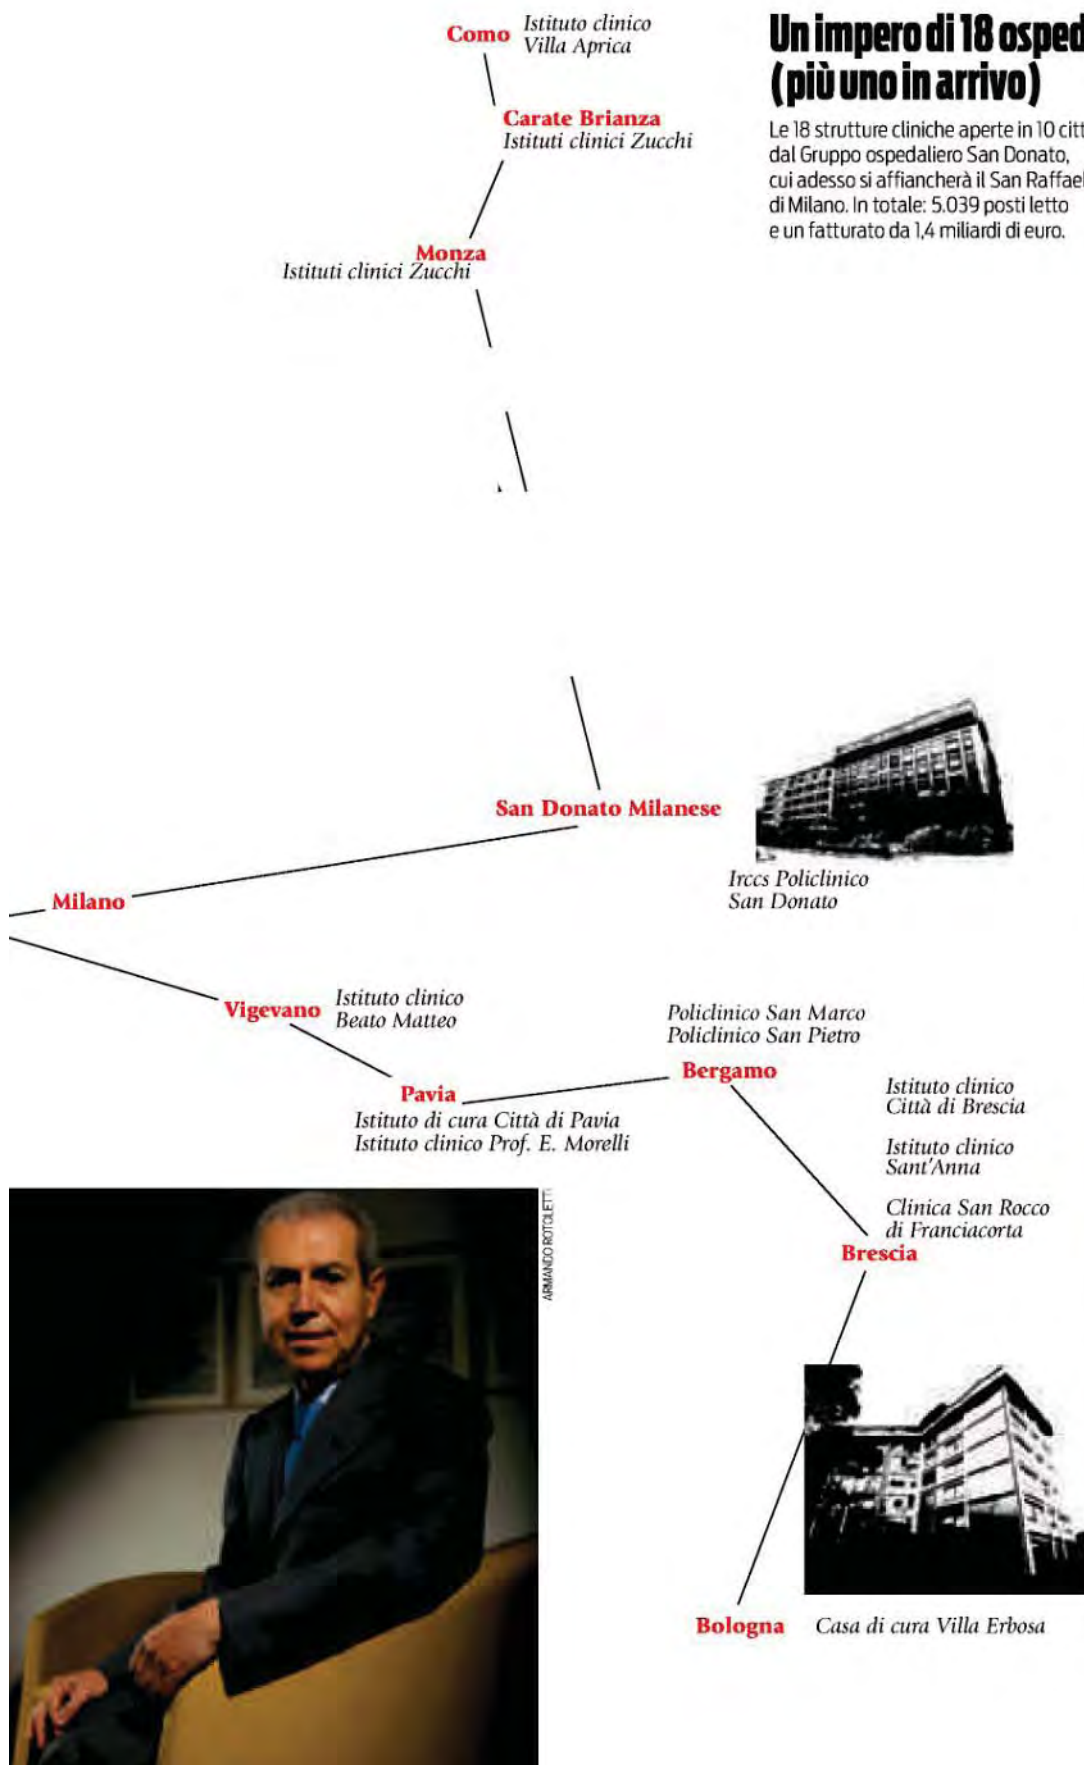 Como
Istituto clinico
Villa Aprica
Un impero di 18 osped
(più uno in arrivo)
Le 18 strutture cliniche aperte in 10 citt
dal Gruppo ospedaliero San Donato,
cui adesso si affiancherà il San Raffael
di Milano. In totale: 5.039 posti letto
e un fatturato da 1,4 miliardi di euro.
Carate Brianza
Istituti clinici Zucchi
Monza
Istituti clinici Zucchi
San Donato Milanese
Irccs Policlinico
San Donato
Milano
Vigevano
Istituto clinico
Beato Matteo
Policlinico San Marco
Policlinico San Pietro
Bergamo
Pavia
Istituto di cura Città di Pavia
Istituto clinico Prof. E. Morelli
Istituto clinico
Città di Brescia
Istituto clinico
Sant'Anna
Clinica San Rocco
di Franciacorta
Brescia
ARMANDO ROTOLETTI
Bologna
Casa di cura Villa Erbosa